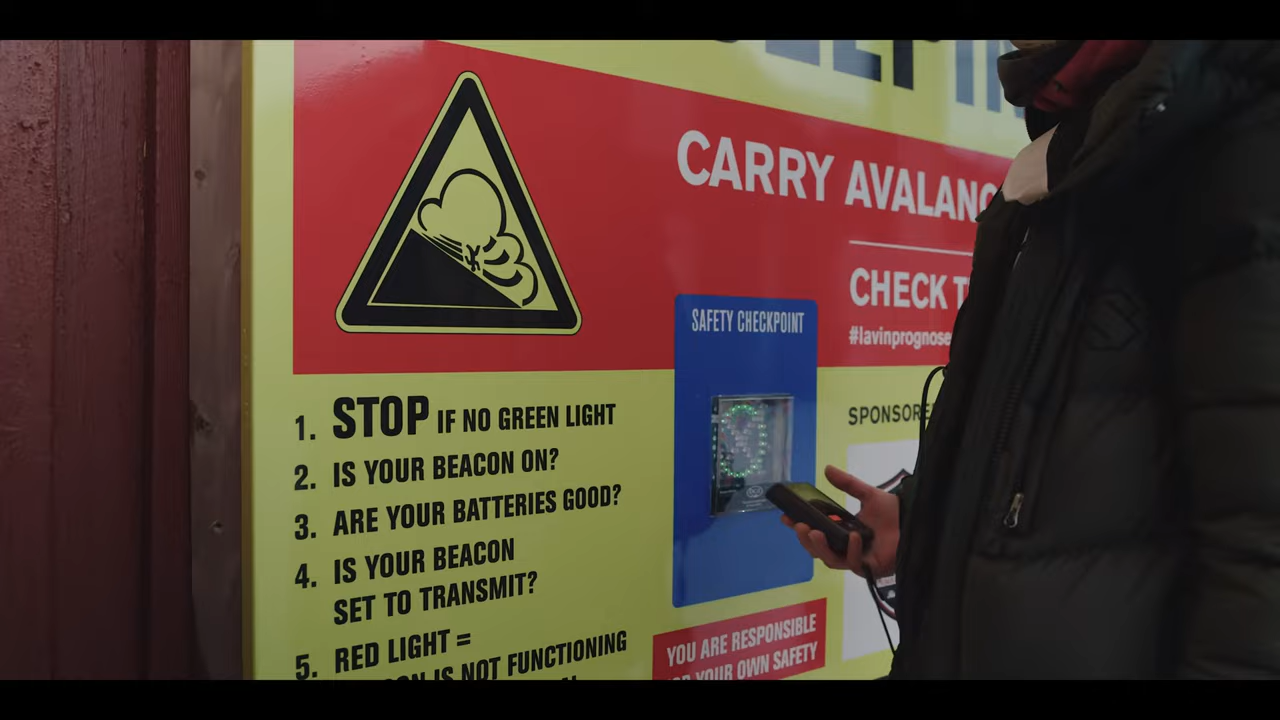 CARRY
CHECK
#lavinprognose
SAFETY CHECKPOINT
1. STOP IF NO GREEN LIGHT
2. IS YOUR BEACON ON?
3. ARE YOUR BATTERIES GOOD?
4. IS YOUR BEACON
SET TO TRANSMIT?
5. RED LIGHT =
IS NOT FUNCTIONING
YOU ARE RESPONSIBLE
YOUR OWN SAFETY